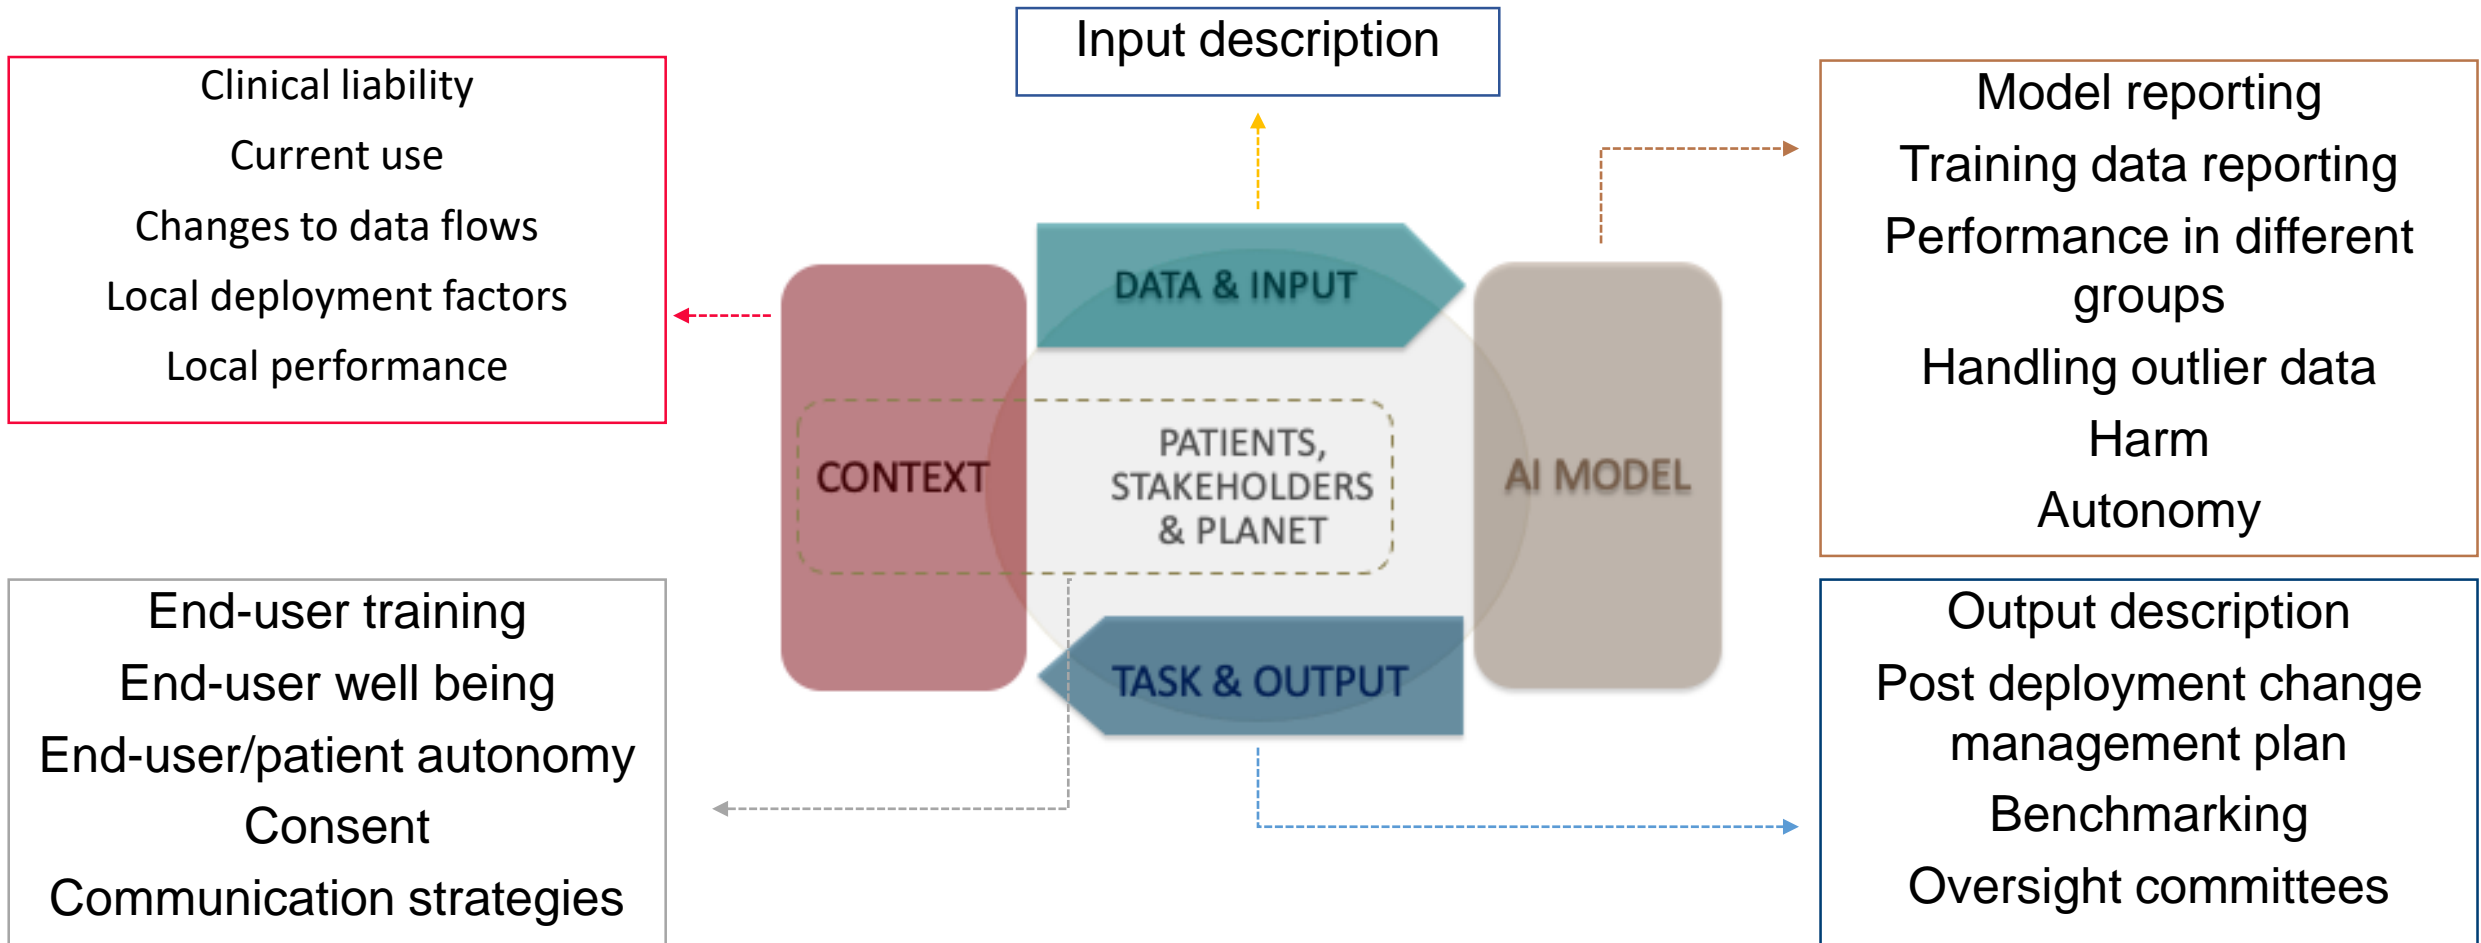 Input description
Clinical liability
Current use
Changes to data flows
Local deployment factors
Local performance
Model reporting
Training data reporting
Performance in different
groups
Handling outlier data
Harm
Autonomy
DATA & INPUT
CONTEXT
PATIENTS,
STAKEHOLDERS
& PLANET
AI MODEL
TASK & OUTPUT
End-user training
End-user well being
End-user/patient autonomy
Consent
Communication strategies
Output description
Post deployment change
management plan
Benchmarking
Oversight committees